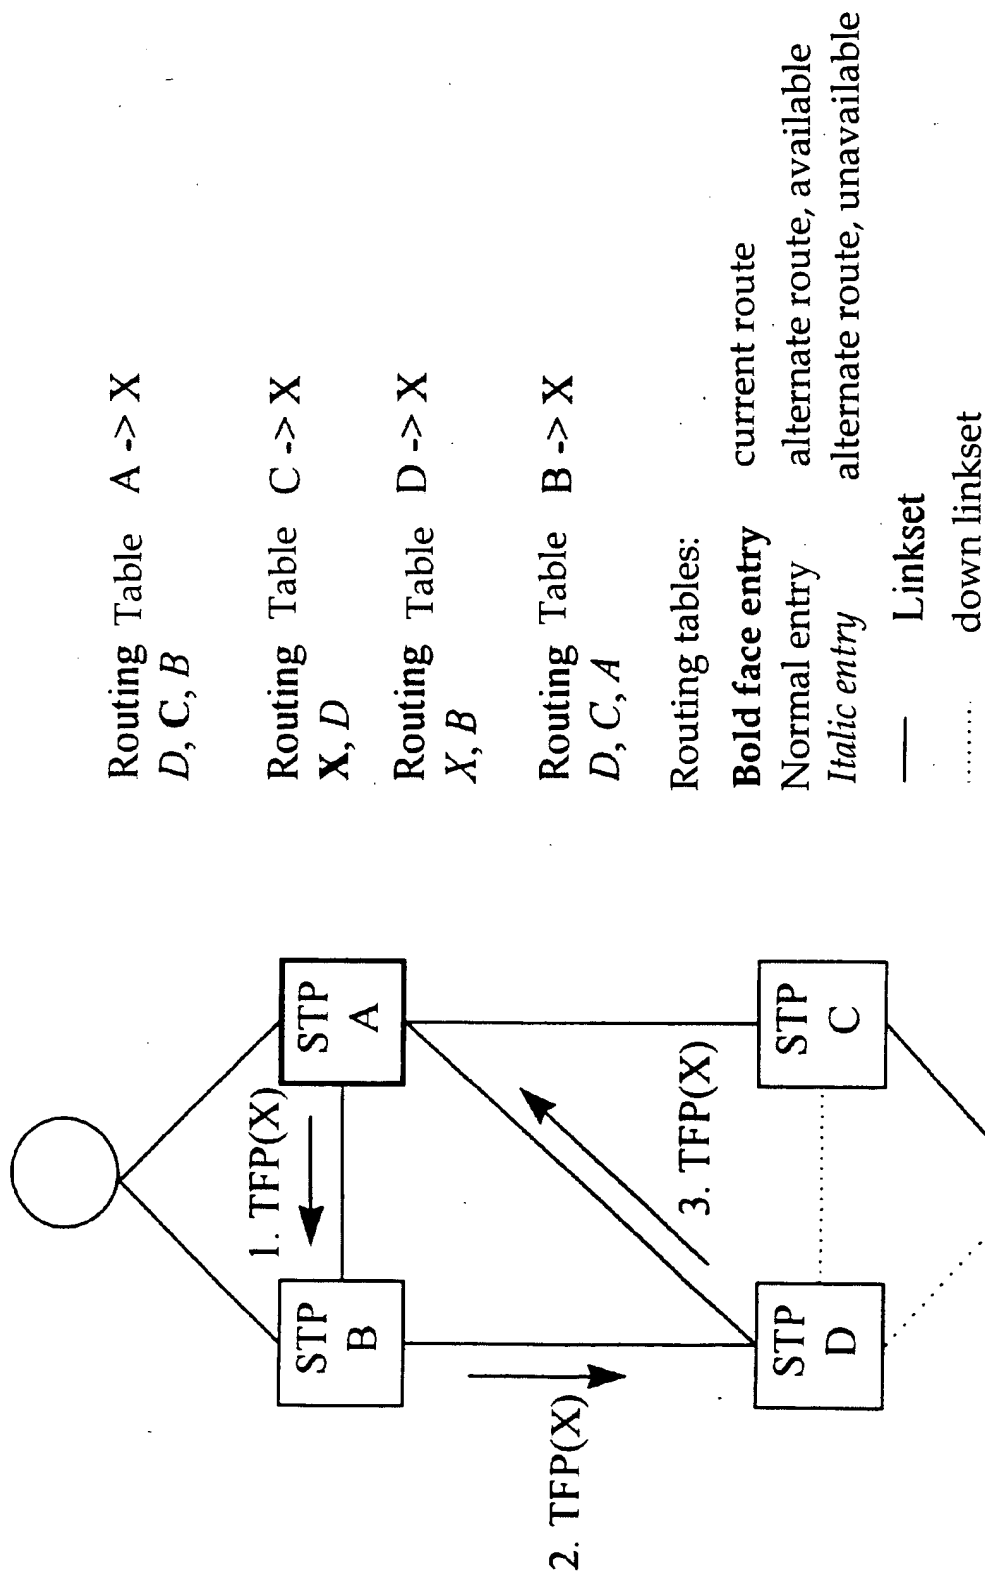 1. TFP(X)
STP
B
STP
A
2. TFP(X)
3. TFP(X)
STP
D
STP
C
Routing Table A -> X
D, C, B
Routing Table C -> X
X, D
Routing Table D -> X
X, B
Routing Table B -> X
D, C, A
Routing tables:
Bold face entry current route
Normal entry alternate route, available
Italic entry alternate route, unavailable
Linkset
down linkset